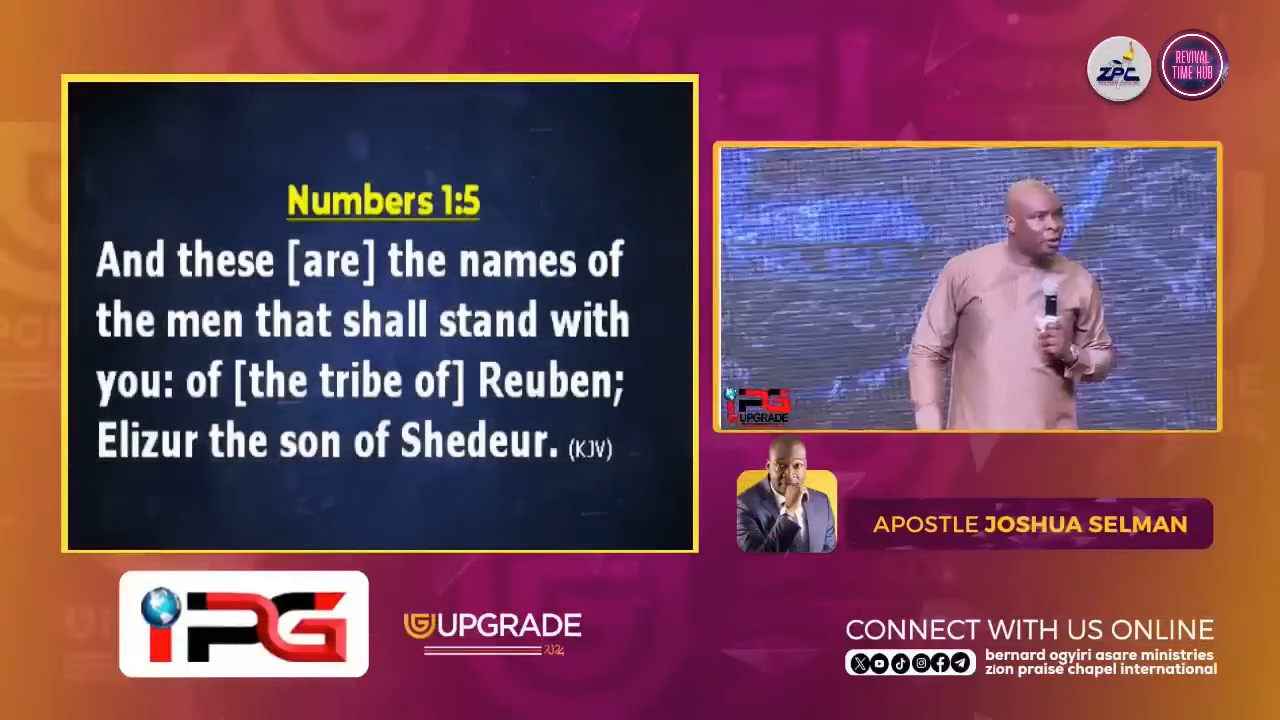 ZPC
REVIVAL
TIME HUB
Numbers 1:5
And these [are] the names of
the men that shall stand with
you: of [the tribe of] Reuben;
Elizur the son of Shedeur. (KJV)
iPG
UPGRADE
APOSTLE JOSHUA SELMAN
iPG
UPGRADE
2024
CONNECT WITH US ONLINE
bernard ogyiri asare ministries
zion praise chapel international